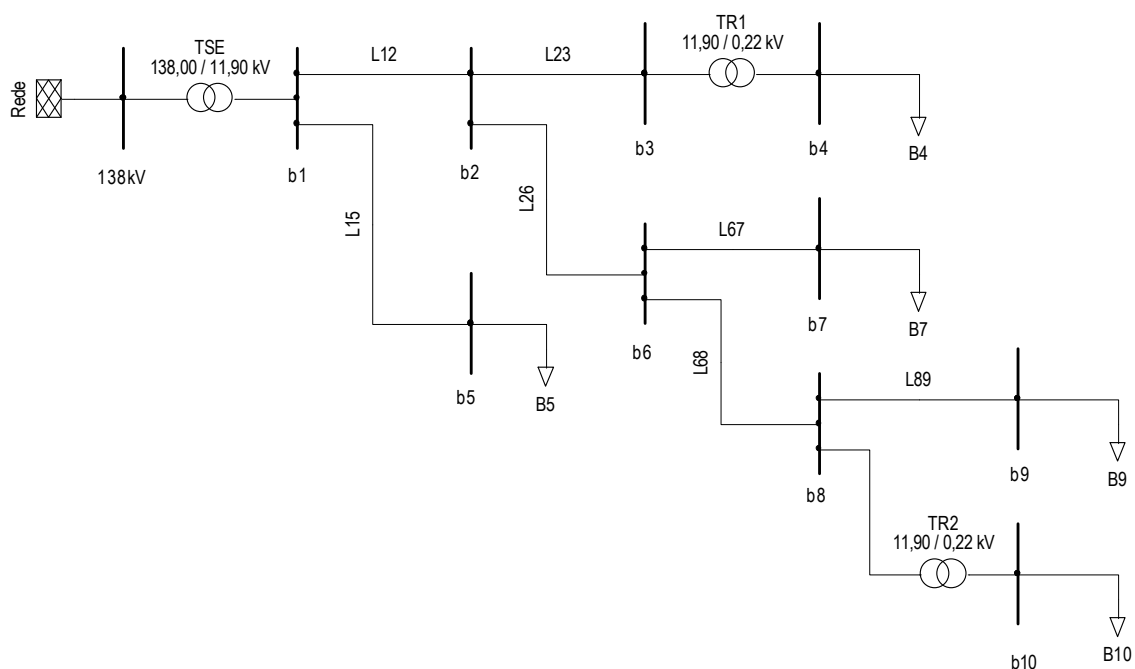 TR1
11,90 / 0,22 kV
TSE
138,00 / 11,90 kV
L12
L23
Rede
138kV
b1
b2
b3
b4
B4
L15
L26
L67
b5
B5
b6
b7
B7
L68
L89
b8
b9
B9
TR2
11,90 / 0,22 kV
b10
B10